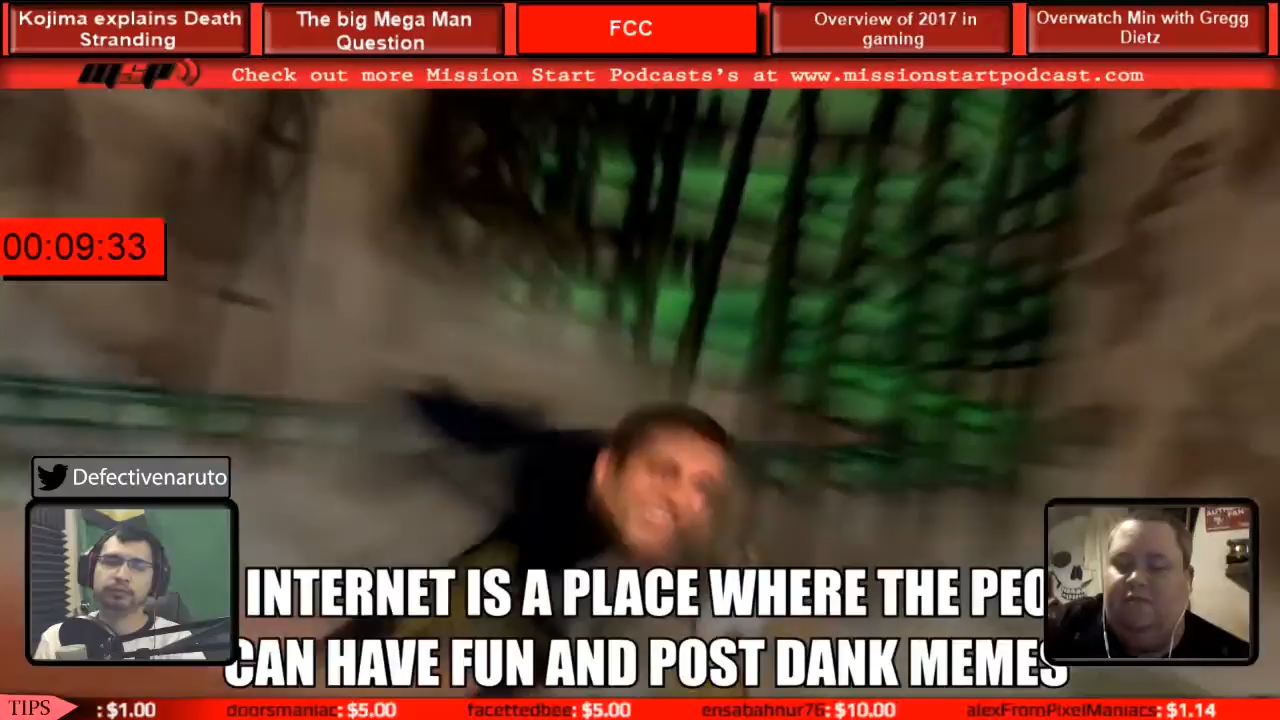 Kojima explains Death
Stranding
The big Mega Man
Question
FCC
Overview of 2017 in
gaming
Overwatch Min with Gregg
Dietz
MSP
Check out more Mission Start Podcasts's at www.missionstartpodcast.com
00:09:33
Defectivenaruto
INTERNET IS A PLACE WHERE THE PEO
CAN HAVE FUN AND POST DANK MEMES
TIPS
: $1.00 doorsmaniac: $5.00 facettedbee: $5.00 ensabahnur76: $10.00 alexFromPixelManiacs: $1.14